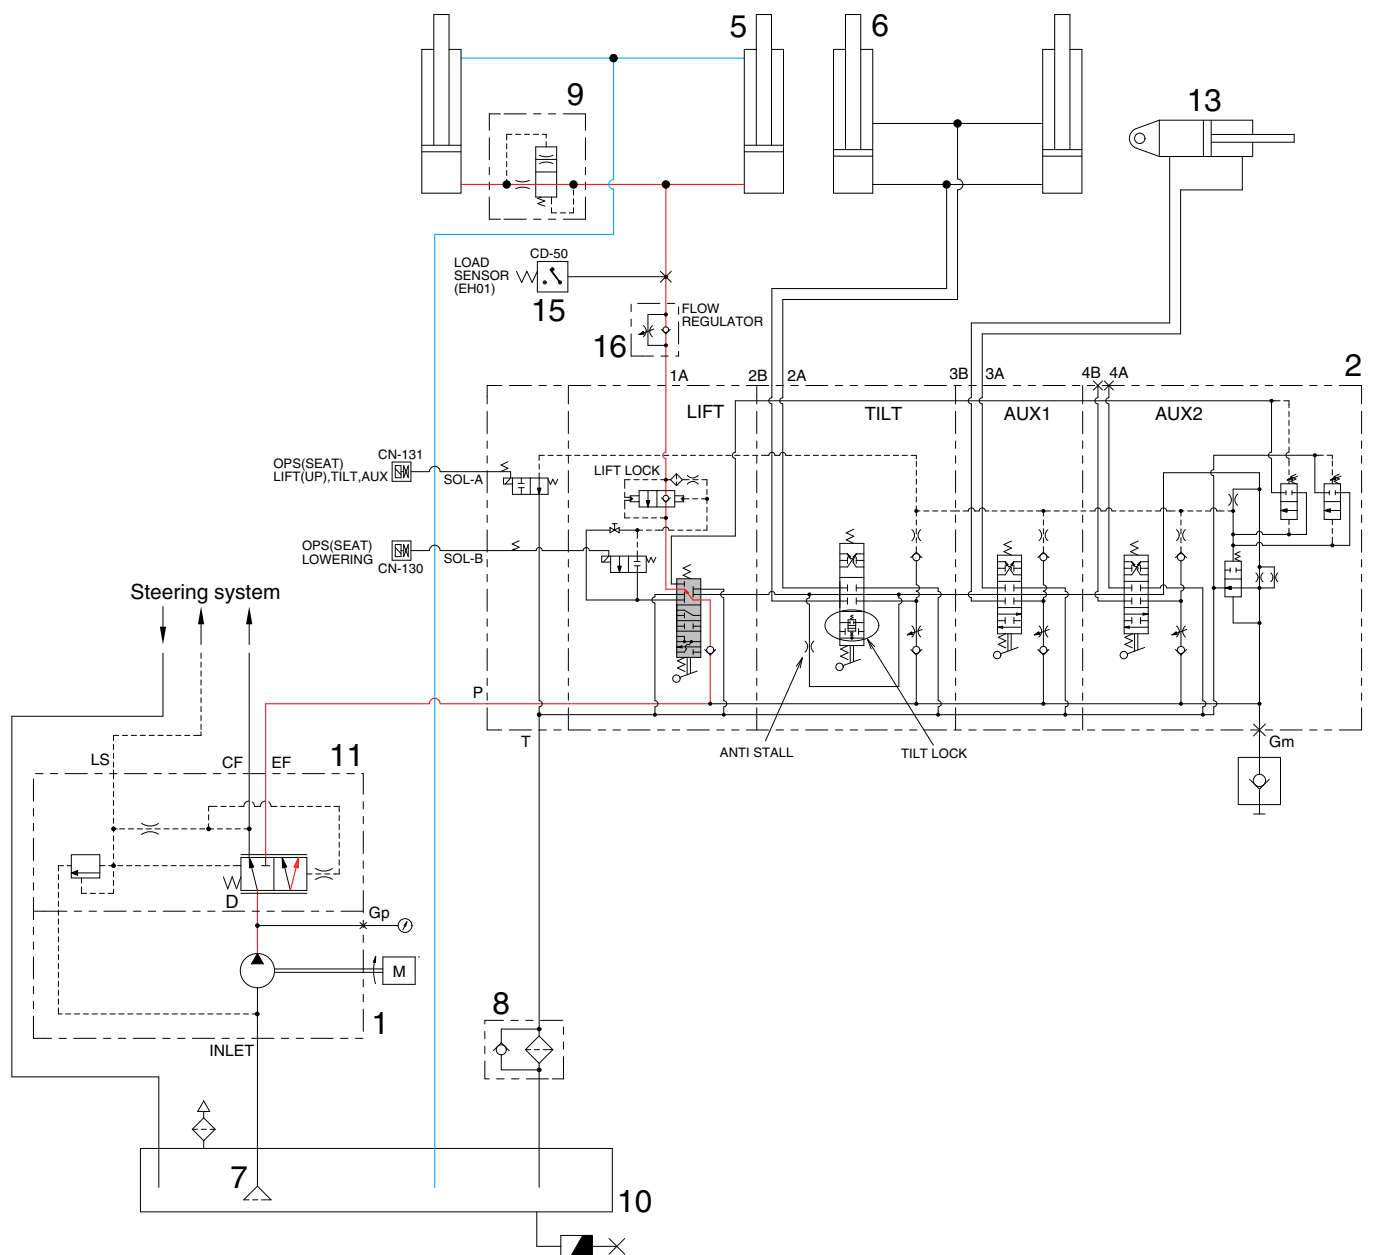 5
6
9
13
CD-50
LOAD
SENSOR
(EH01)
15
FLOW
REGULATOR
16
1A
2B
2A
3B
3A
4B
4A
2
LIFT
TILT
AUX1
AUX2
OPS(SEAT)
LIFT(UP),TILT,AUX
CN-131
SOL-A
LIFT LOCK
OPS(SEAT)
LOWERING
CN-130
SOL-B
Steering system
P
T
ANTI STALL
TILT LOCK
Gm
LS
CF
EF
11
D
Gp
M
1
INLET
8
7
10